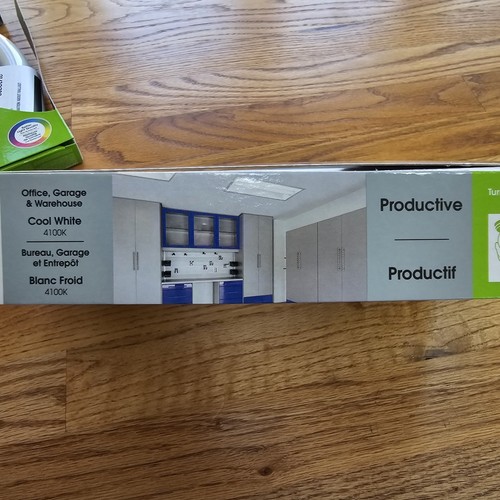 Office, Garage
& Warehouse
Cool White
4100K
Bureau, Garage
et Entrepôt
Blanc Froid
4100K
Productive
Productif